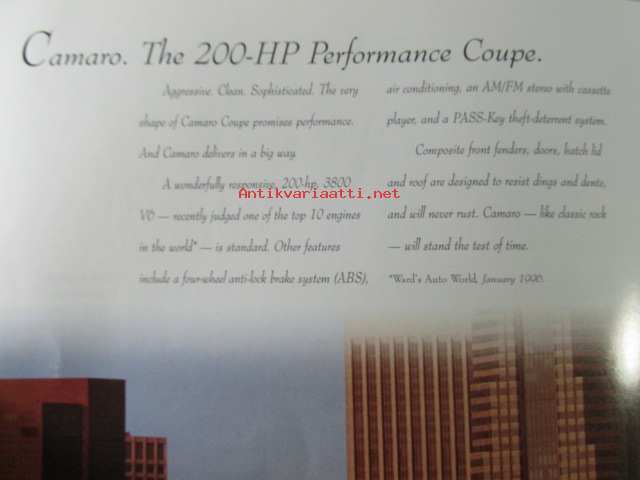 Camaro. The 200-HP Performance Coupe.
Aggressive. Clean. Sophisticated. The very
shape of Camaro Coupe promises performance.
And Camaro delivers in a big way.
A wonderfully responsive, 200-hp, 3800
V6 — recently judged one of the top 10 engines
in the world* — is standard. Other features
include a four-wheel anti-lock brake system (ABS),
air conditioning, an AM/FM stereo with cassette
player, and a PASS-Key theft-deterrent system.
Composite front fenders, doors, hatch lid
and roof are designed to resist dings and dents,
and will never rust. Camaro — like classic rock
— will stand the test of time.
*Ward's Auto World, January 1996.
Antikvariaatti.net
Antikvariaatti.net